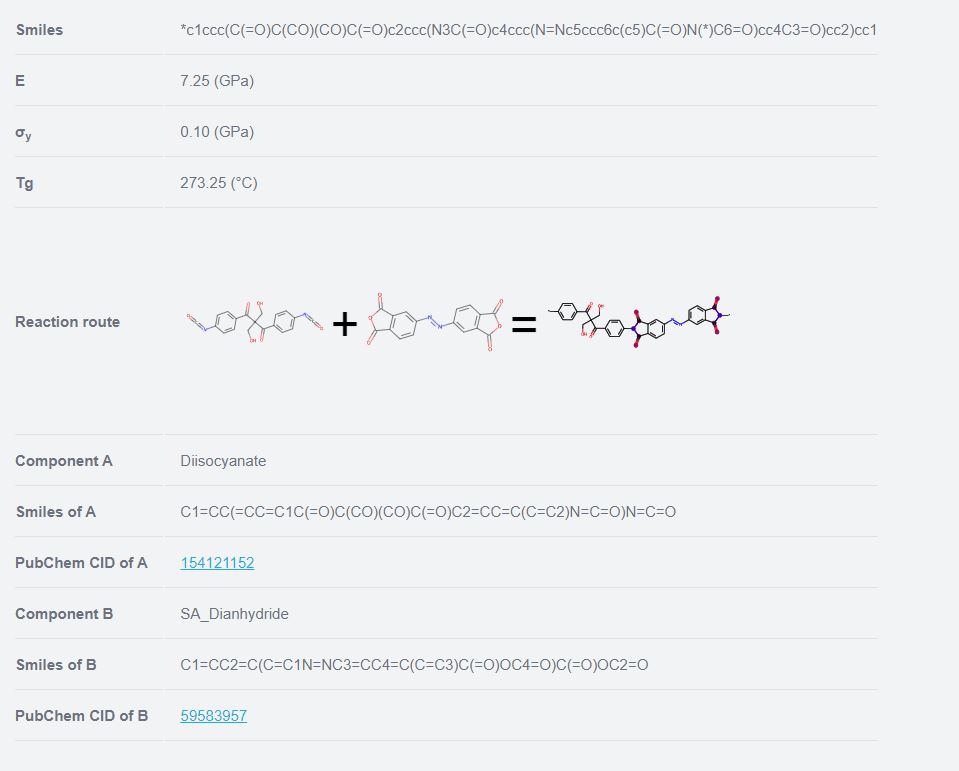 Smiles *c1ccc(C(=O)C(CO)(CO)C(=O)c2ccc(N3C(=O)c4ccc(N=Nc5ccc6c(c5)C(=O)N(*)C6=O)cc4C3=O)cc2)cc1
E 7.25 (GPa)
σy 0.10 (GPa)
Tg 273.25 (°C)
Reaction route + =
Component A Diisocyanate
Smiles of A C1=CC(=CC=C1C(=O)C(CO)(CO)C(=O)C2=CC=C(C=C2)N=C=O)N=C=O
PubChem CID of A 154121152
Component B SA_Dianhydride
Smiles of B C1=CC2=C(C=C1N=NC3=CC4=C(C=C3)C(=O)OC4=O)C(=O)OC2=O
PubChem CID of B 59583957